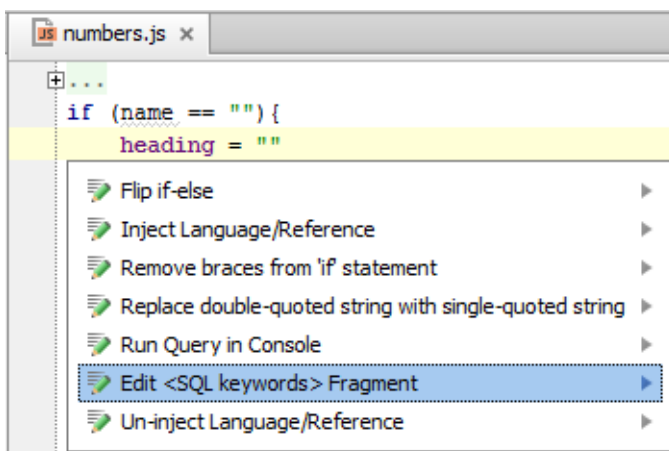 JS numbers.js ×
...
if (name == ""){
heading = ""
Flip if-else
Inject Language/Reference
Remove braces from 'if' statement
Replace double-quoted string with single-quoted string
Run Query in Console
Edit <SQL keywords> Fragment
Un-inject Language/Reference